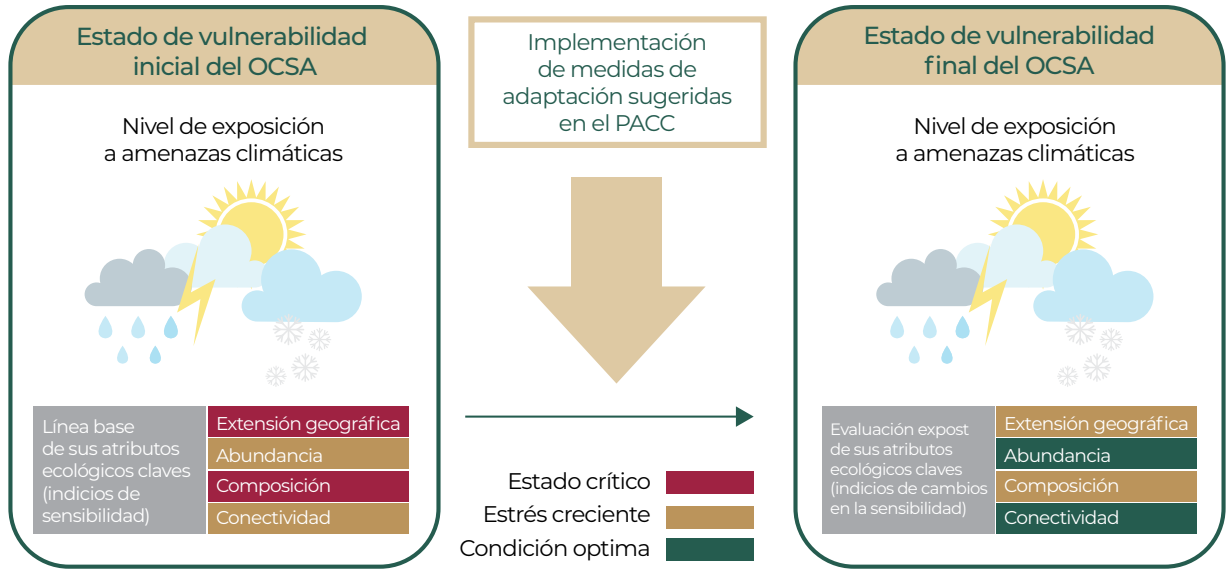 Estado de vulnerabilidad
inicial del OCSA
Nivel de exposición
a amenazas climáticas
Línea base
de sus atributos
ecológicos claves
(indicios de
sensibilidad)
Extensión geográfica
Abundancia
Composición
Conectividad
Implementación
de medidas de
adaptación sugeridas
en el PACC
Estado crítico
Estrés creciente
Condición optima
Estado de vulnerabilidad
final del OCSA
Nivel de exposición
a amenazas climáticas
Evaluación expost
de sus atributos
ecológicos claves
(indicios de cambios
en la sensibilidad)
Extensión geográfica
Abundancia
Composición
Conectividad